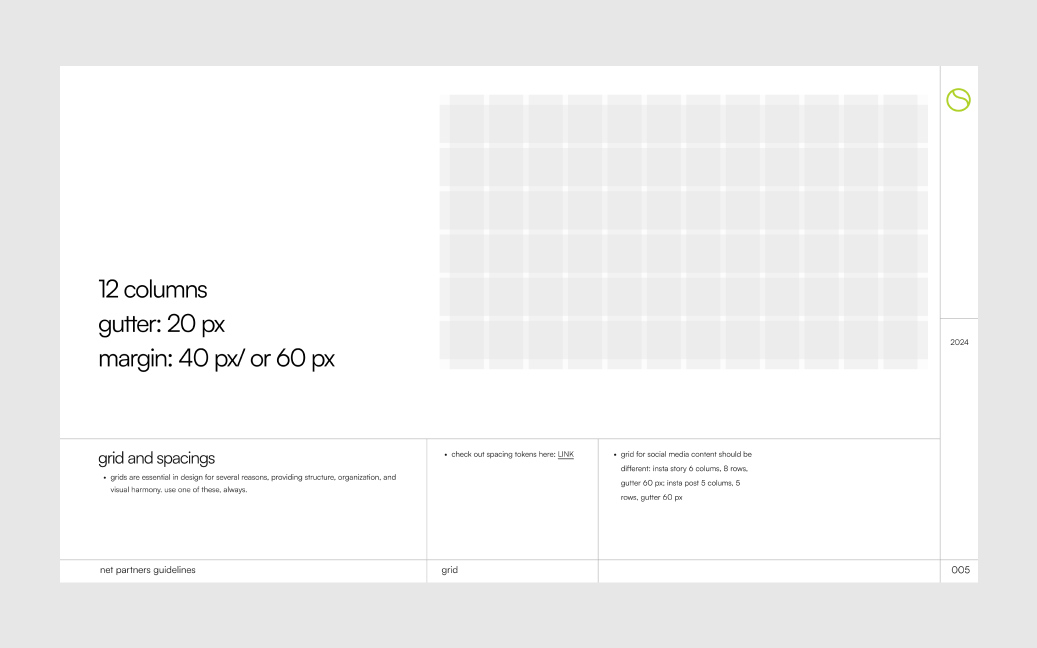 12 columns
gutter: 20 px
margin: 40 px/ or 60 px
2024
grid and spacings
• grids are essential in design for several reasons, providing structure, organization, and
visual harmony. use one of these, always.
• check out spacing tokens here: LINK
• grid for social media content should be
different: insta story 6 colums, 8 rows,
gutter 60 px; insta post 5 colums, 5
rows, gutter 60 px
net partners guidelines
grid
005